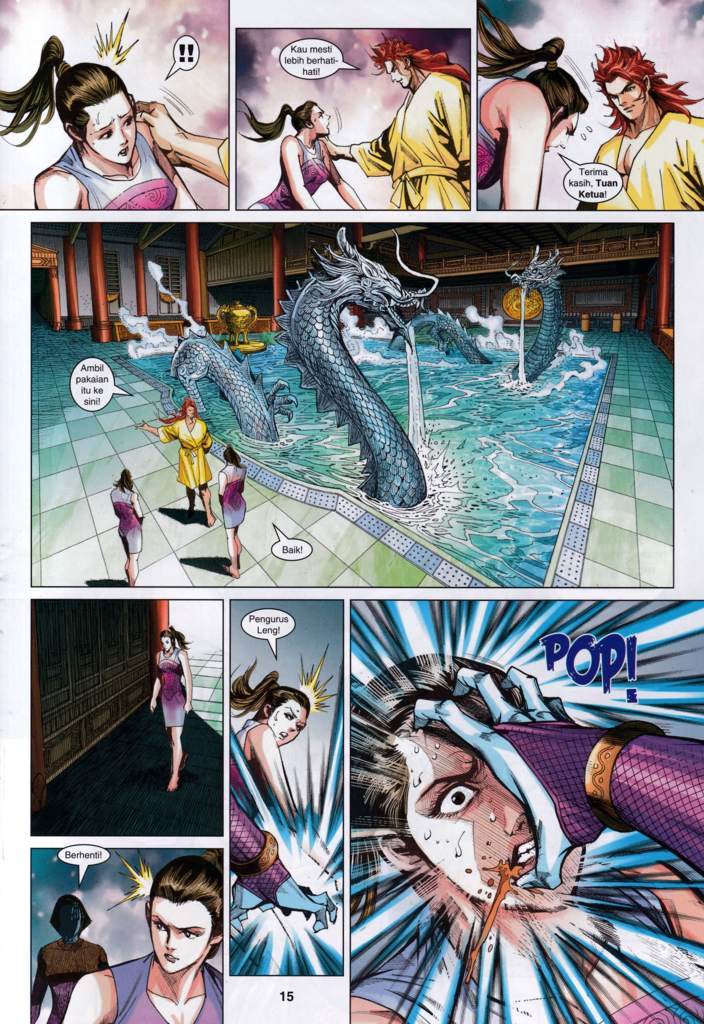 !!
Kau mesti
lebih berhati-
hati!
Terima
kasih, Tuan
Ketua!
Ambil
pakaian
itu ke
sini!
Baik!
Berhenti!
Pengurus
Leng!
POP!
15